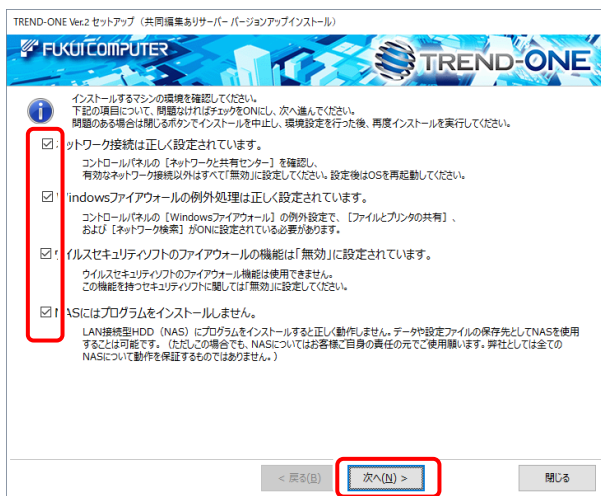 TREND-ONE Ver.2 セットアップ（共同編集ありサーバー バージョンアップインストール）
FUKUI COMPUTER
TREND-ONE
インストールするマシンの環境を確認してください。
下記の項目について、問題なければチェックをONにし、次へ進んでください。
問題のある場合は閉じるボタンでインストールを中止し、環境設定を行った後、再度インストールを実行してください。
ットワーク接続は正しく設定されています。
コントロールパネルの［ネットワークと共有センター］を確認し、
有効なネットワーク接続以外はすべて「無効」に設定してください。設定後はOSを再起動してください。
indowsファイアウォールの例外処理は正しく設定されています。
コントロールパネルの［Windowsファイアウォール］の例外設定で、［ファイルとプリンタの共有］、
および［ネットワーク検索］がONに設定されている必要があります。
イルスセキュリティソフトのファイアウォールの機能は「無効」に設定されています。
ウイルスセキュリティソフトのファイアウォール機能は使用できません。
この機能を持つセキュリティソフトに関しては「無効」に設定してください。
ASにはプログラムをインストールしません。
LAN接続型HDD（NAS）にプログラムをインストールすると正しく動作しません。データや設定ファイルの保存先としてNASを使用
することは可能です。（ただしこの場合でも、NASについてはお客様ご自身の責任の元でご使用願います。弊社としては全ての
NASについて動作を保証するものではありません。）
< 戻る(B)
次へ(N) >
閉じる